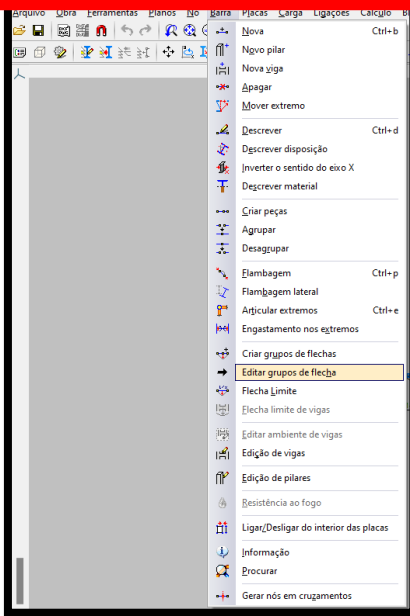 Arquivo Obra Ferramentas Planos Nó Barra Placas Carga Ligações Calculo
Nova Ctrl+b
Novo pilar
Nova viga
Apagar
Mover extremo
Descrever Ctrl+d
Descrever disposição
Inverter o sentido do eixo X
Descrever material
Criar peças
Agrupar
Desagrupar
Flambagem Ctrl+p
Flambagem lateral
Articular extremos Ctrl+e
Engastamento nos extremos
Criar grupos de flechas
Editar grupos de flecha
Flecha Limite
Flecha limite de vigas
Editar ambiente de vigas
Edição de vigas
Edição de pilares
Resistência ao fogo
Ligar/Desligar do interior das placas
Informação
Procurar
Gerar nós em cruzamentos